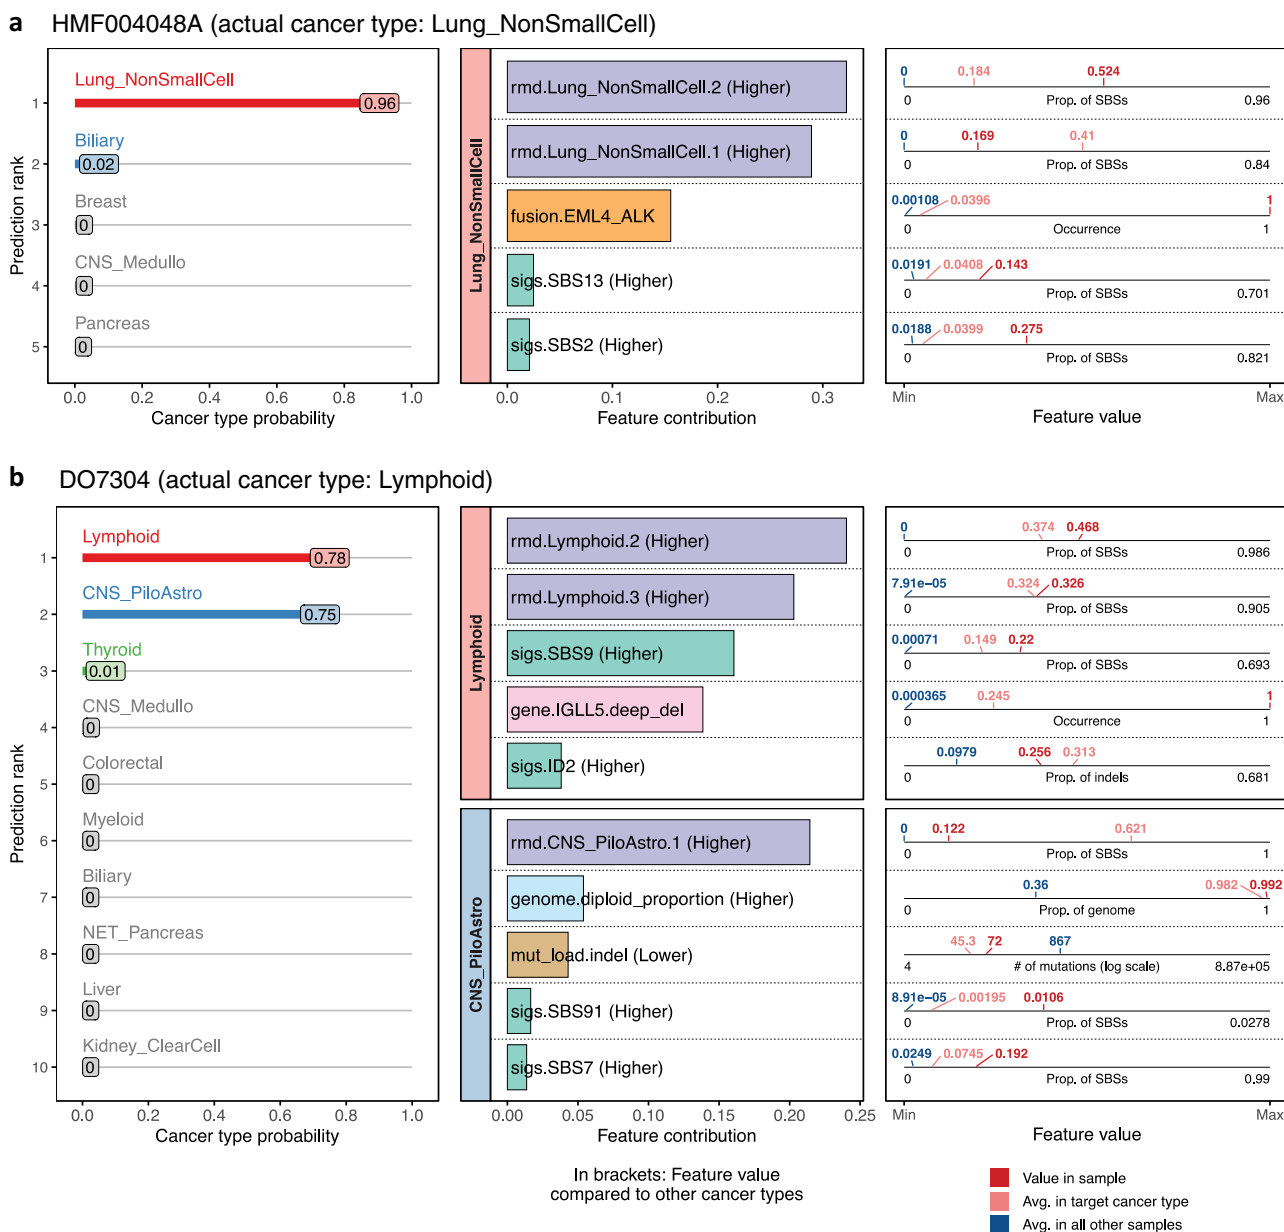 a HMF004048A (actual cancer type: Lung_NonSmallCell)
Prediction rank
1
2
3
4
5
Lung_NonSmallCell
0.96
Biliary
0.02
Breast
0
CNS_Medullo
0
Pancreas
0
0.0 0.2 0.4 0.6 0.8 1.0
Cancer type probability
Lung_NonSmallCell
rmd.Lung_NonSmallCell.2 (Higher)
rmd.Lung_NonSmallCell.1 (Higher)
fusion.EML4_ALK
sigs.SBS13 (Higher)
sigs.SBS2 (Higher)
0.0 0.1 0.2 0.3
Feature contribution
0 0.184 0.524
0 Prop. of SBSs 0.96
0 0.169 0.41
0 Prop. of SBSs 0.84
0.00108 0.0396 1
0 Occurrence 1
0.0191 0.0408 0.143
0 Prop. of SBSs 0.701
0.0188 0.0399 0.275
0 Prop. of SBSs 0.821
Min Max
Feature value
b DO7304 (actual cancer type: Lymphoid)
Prediction rank
1
2
3
4
5
6
7
8
9
10
Lymphoid
0.78
CNS_PiloAstro
0.75
Thyroid
0.01
CNS_Medullo
0
Colorectal
0
Myeloid
0
Biliary
0
NET_Pancreas
0
Liver
0
Kidney_ClearCell
0
0.0 0.2 0.4 0.6 0.8 1.0
Cancer type probability
Lymphoid
rmd.Lymphoid.2 (Higher)
rmd.Lymphoid.3 (Higher)
sigs.SBS9 (Higher)
gene.IGLL5.deep_del
sigs.ID2 (Higher)
CNS_PiloAstro
rmd.CNS_PiloAstro.1 (Higher)
genome.diploid_proportion (Higher)
mut_load.indel (Lower)
sigs.SBS91 (Higher)
sigs.SBS7 (Higher)
0.00 0.05 0.10 0.15 0.20 0.25
Feature contribution
In brackets: Feature value
compared to other cancer types
0 0.374 0.468
0 Prop. of SBSs 0.986
7.91e−05 0.324 0.326
0 Prop. of SBSs 0.905
0.00071 0.149 0.22
0 Prop. of SBSs 0.693
0.000365 0.245 1
0 Occurrence 1
0.0979 0.256 0.313
0 Prop. of indels 0.681
0 0.122 0.621
0 Prop. of SBSs 1
0.36 0.982 0.992
0 Prop. of genome 1
45.3 72 867
4 # of mutations (log scale) 8.87e+05
8.91e−05 0.00195 0.0106
0 Prop. of SBSs 0.0278
0.0249 0.0745 0.192
0 Prop. of SBSs 0.99
Min Max
Feature value
Value in sample
Avg. in target cancer type
Avg. in all other samples